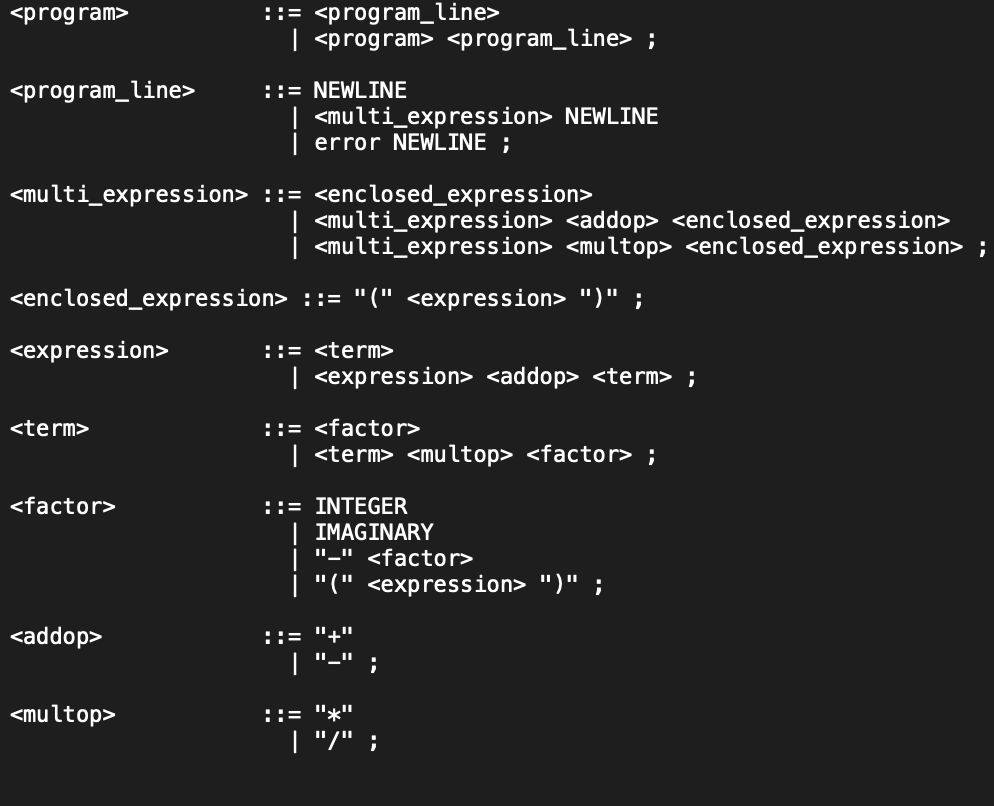 <program>          ::= <program_line>
                     | <program> <program_line> ;

<program_line>     ::= NEWLINE
                     | <multi_expression> NEWLINE
                     | error NEWLINE ;

<multi_expression> ::= <enclosed_expression>
                     | <multi_expression> <addop> <enclosed_expression>
                     | <multi_expression> <multop> <enclosed_expression> ;

<enclosed_expression> ::= "(" <expression> ")" ;

<expression>       ::= <term>
                     | <expression> <addop> <term> ;

<term>             ::= <factor>
                     | <term> <multop> <factor> ;

<factor>           ::= INTEGER
                     | IMAGINARY
                     | "-" <factor>
                     | "(" <expression> ")" ;

<addop>            ::= "+"
                     | "-" ;

<multop>           ::= "*"
                     | "/" ;